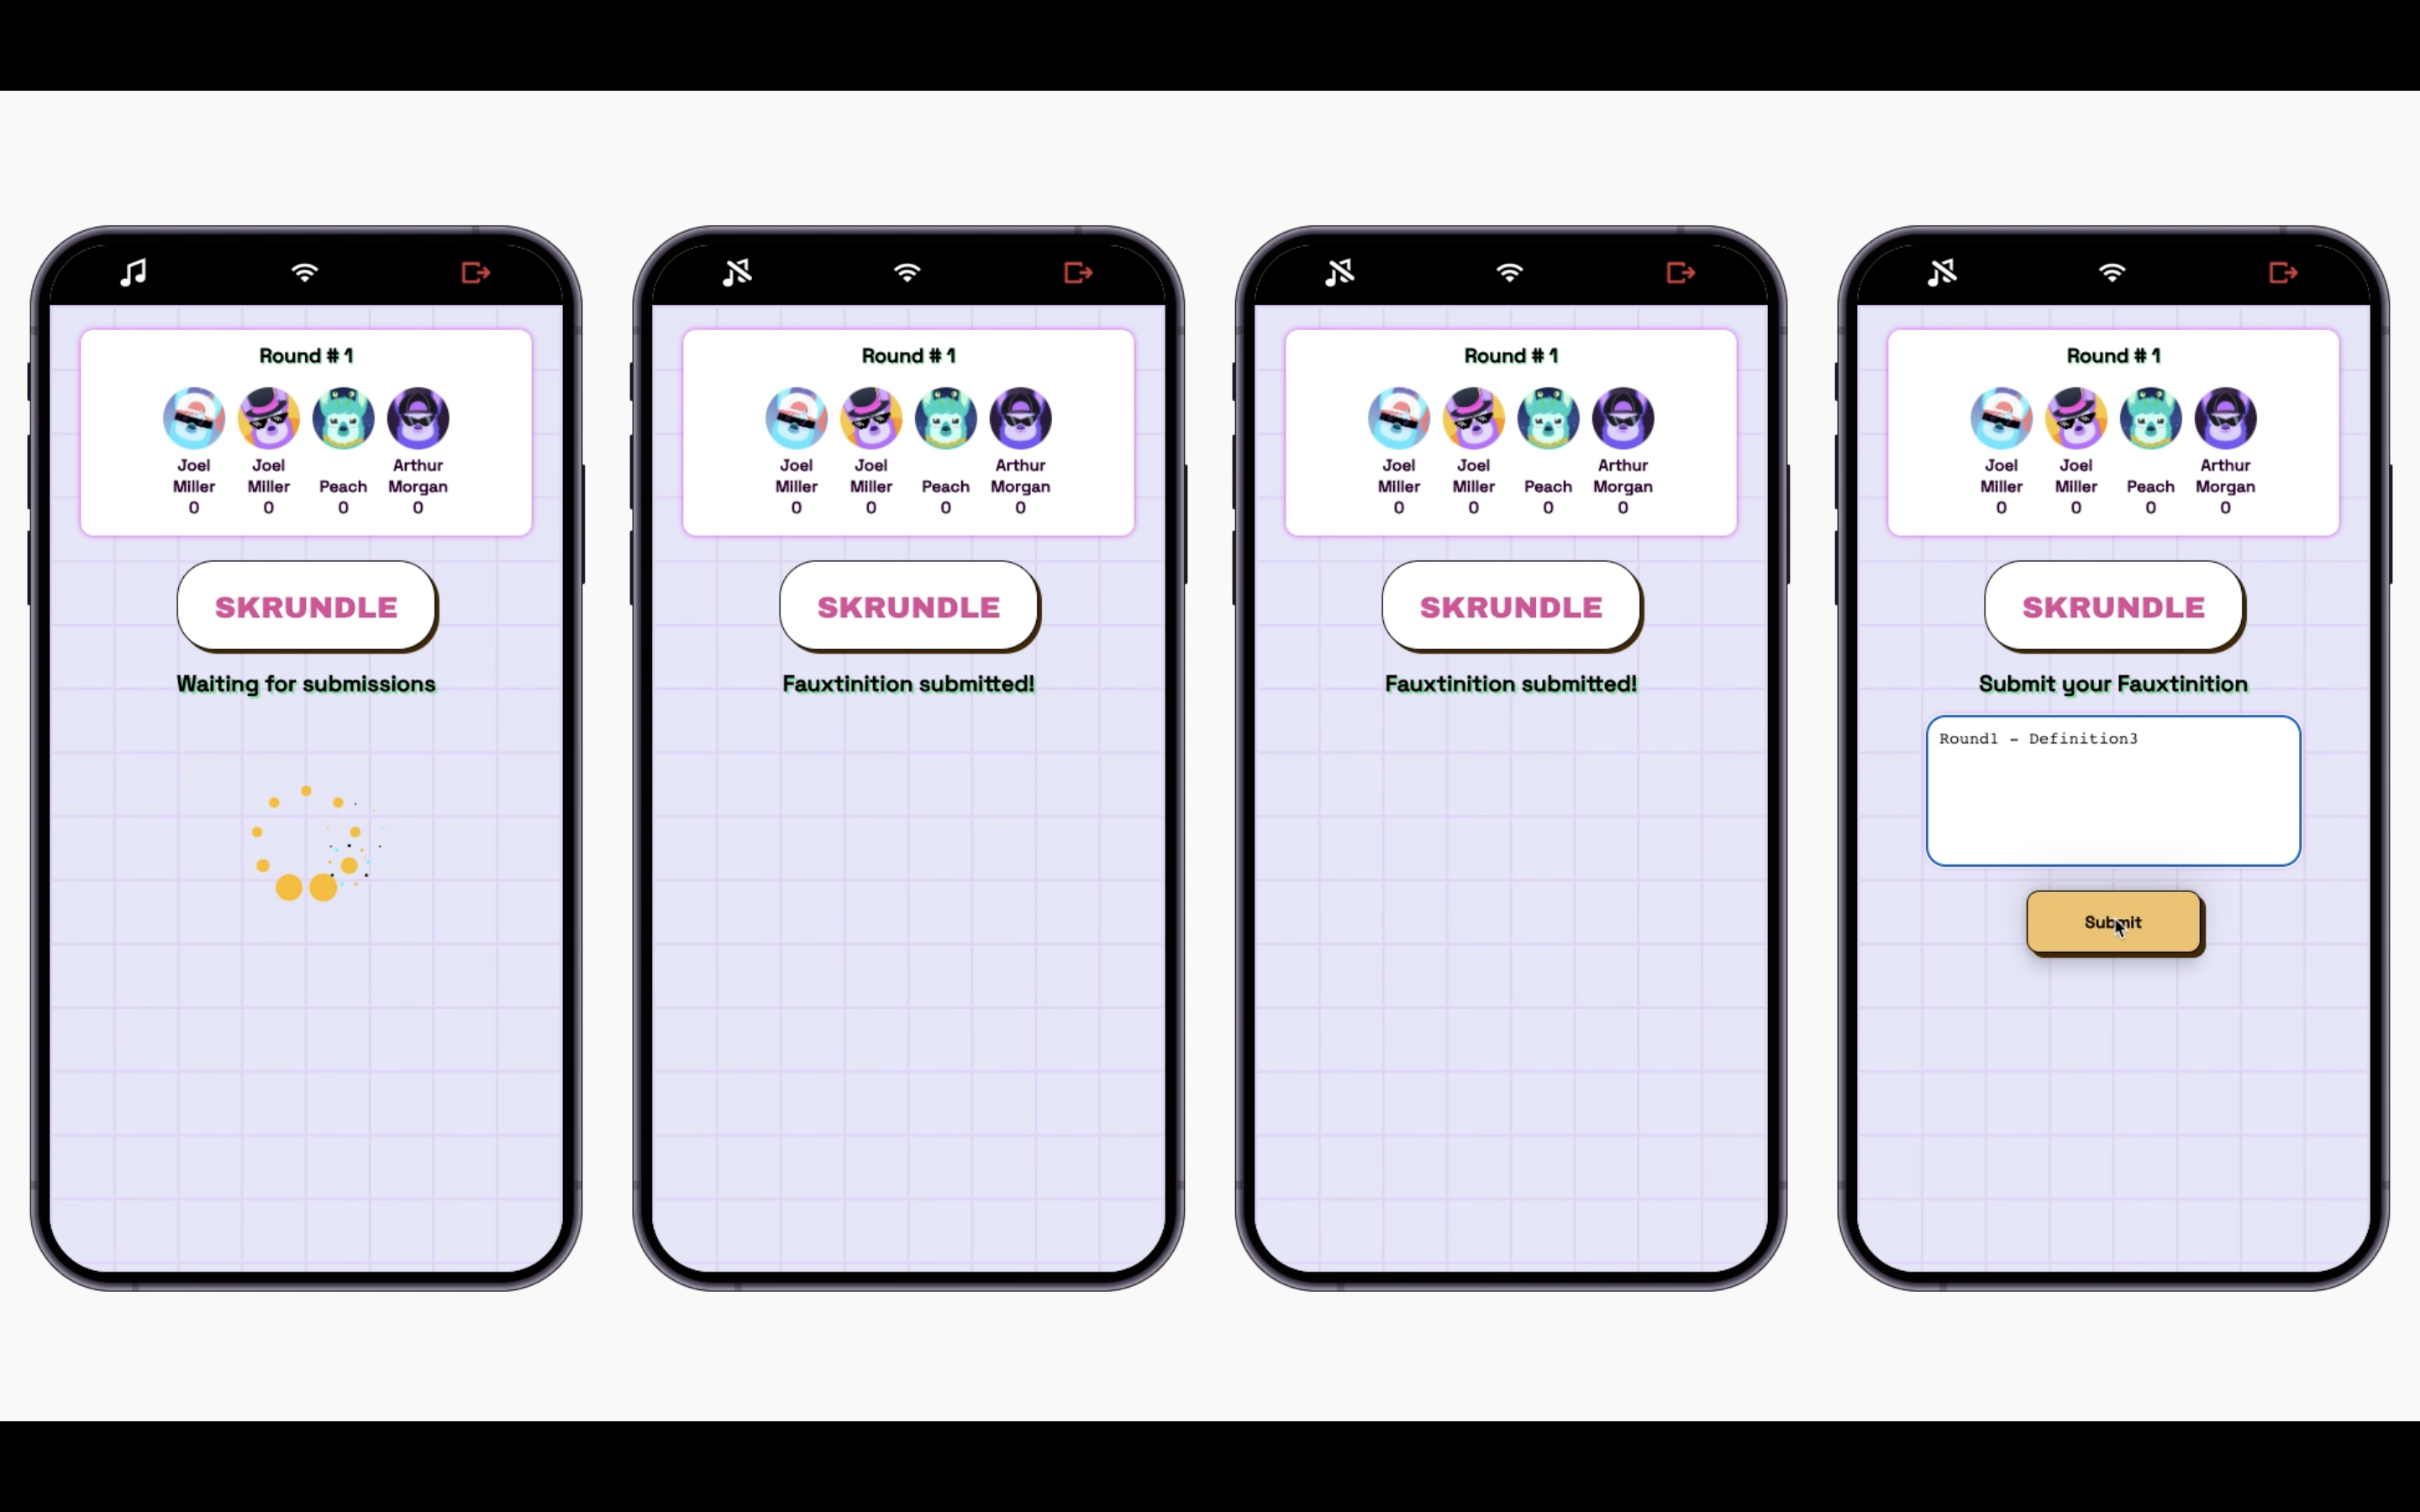 Round # 1
Joel Miller 0
Joel Miller 0
Peach 0
Arthur Morgan 0
SKRUNDLE
Waiting for submissions
Round # 1
Joel Miller 0
Joel Miller 0
Peach 0
Arthur Morgan 0
SKRUNDLE
Fauxtinition submitted!
Round # 1
Joel Miller 0
Joel Miller 0
Peach 0
Arthur Morgan 0
SKRUNDLE
Fauxtinition submitted!
Round # 1
Joel Miller 0
Joel Miller 0
Peach 0
Arthur Morgan 0
SKRUNDLE
Submit your Fauxtinition
Round1 - Definition3
Submit